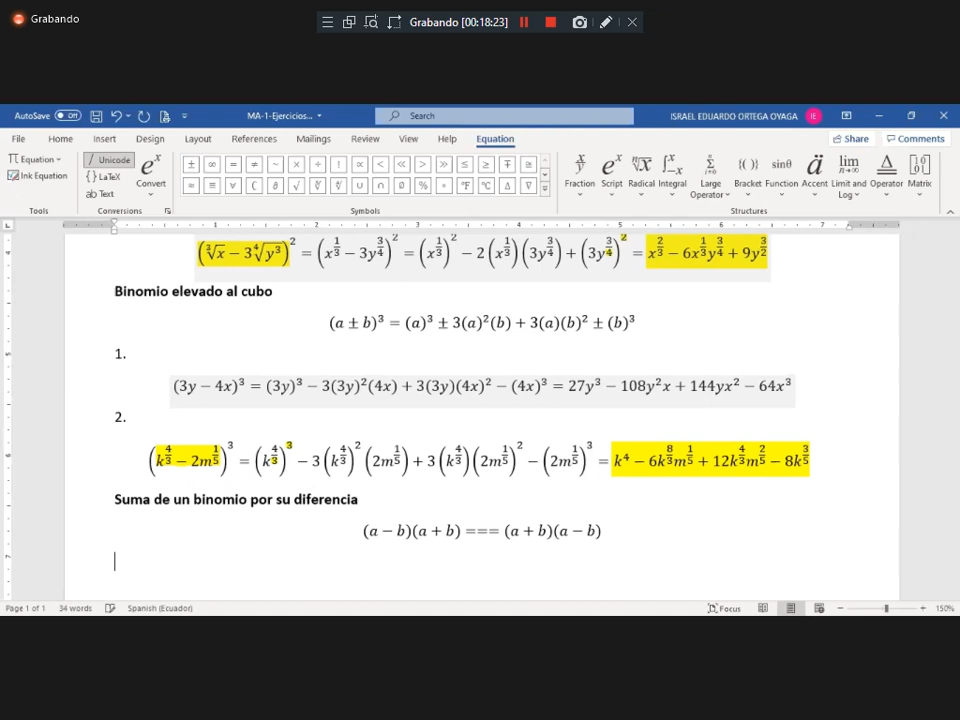 Grabando
Grabando [00:18:23]
AutoSave Off MA-1-Ejercicios... Search ISRAEL EDUARDO ORTEGA OYAGA IE
File Home Insert Design Layout References Mailings Review View Help Equation Share Comments
Equation Unicode Convert ± ∞ = ≠ ~ × ÷ ! ∝ < ≪ > ≫ ≤ ≥ ∓ ≅ Fraction Script Radical Integral Large Operator Bracket Function Accent Limit and Log Operator Matrix
Ink Equation LaTeX ≈ ≡ ∀ ∁ ∂ √ ∛ ∜ ∪ ∩ ∅ % ° °F °C ∆ ∇
ab Text
Tools Conversions Symbols Structures
1 2 3 4 5 6 7
(∛x − 3∜y³)² = (x^(1/3) − 3y^(3/4))² = (x^(1/3))² − 2(x^(1/3))(3y^(3/4)) + (3y^(3/4))² = x^(2/3) − 6x^(1/3)y^(3/4) + 9y^(3/2)
Binomio elevado al cubo
(a ± b)³ = (a)³ ± 3(a)²(b) + 3(a)(b)² ± (b)³
1.
(3y − 4x)³ = (3y)³ − 3(3y)²(4x) + 3(3y)(4x)² − (4x)³ = 27y³ − 108y²x + 144yx² − 64x³
2.
(k^(4/3) − 2m^(1/5))³ = (k^(4/3))³ − 3(k^(4/3))²(2m^(1/5)) + 3(k^(4/3))(2m^(1/5))² − (2m^(1/5))³ = k⁴ − 6k^(8/3)m^(1/5) + 12k^(4/3)m^(2/5) − 8k^(3/5)
Suma de un binomio por su diferencia
(a − b)(a + b) === (a + b)(a − b)
Page 1 of 1 34 words Spanish (Ecuador) Focus 150%